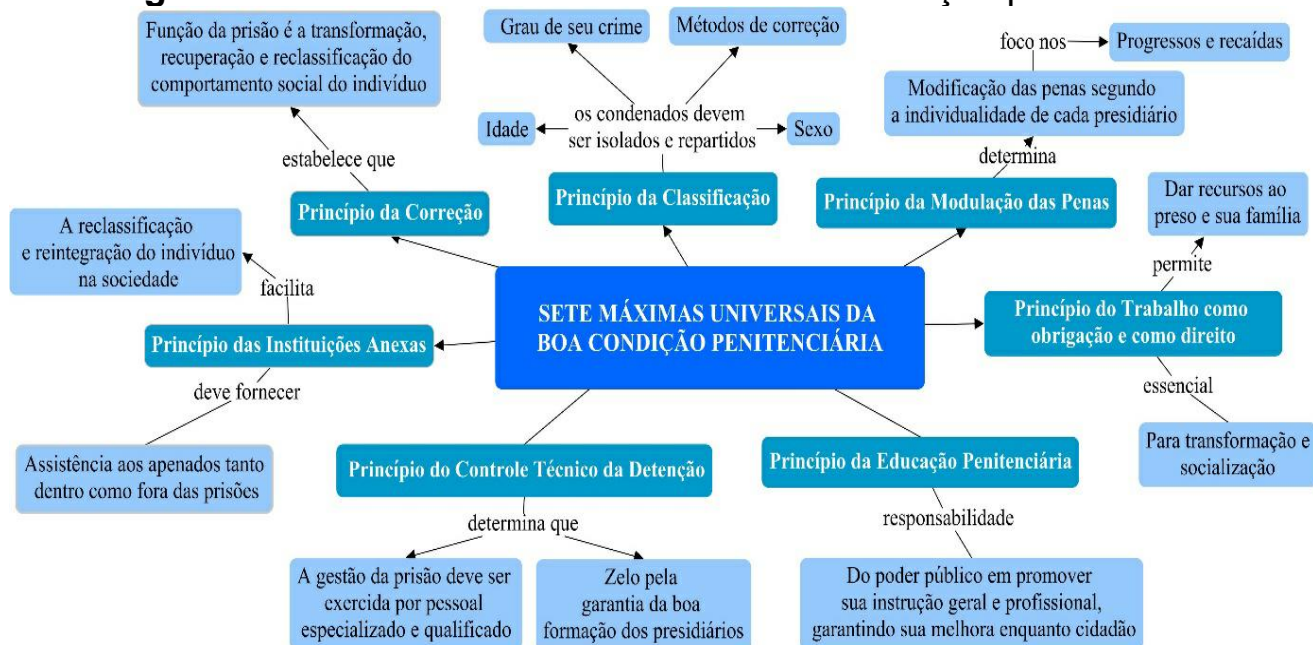 Função da prisão é a transformação,
recuperação e reclassificação do
comportamento social do indivíduo
estabelece que
Princípio da Correção
Grau de seu crime
Métodos de correção
Idade
os condenados devem
ser isolados e repartidos
Sexo
Princípio da Classificação
foco nos
Progressos e recaídas
Modificação das penas segundo
a individualidade de cada presidiário
determina
Princípio da Modulação das Penas
A reclassificação
e reintegração do indivíduo
na sociedade
facilita
Princípio das Instituições Anexas
deve fornecer
Assistência aos apenados tanto
dentro como fora das prisões
SETE MÁXIMAS UNIVERSAIS DA
BOA CONDIÇÃO PENITENCIÁRIA
Dar recursos ao
preso e sua família
permite
Princípio do Trabalho como
obrigação e como direito
essencial
Para transformação e
socialização
Princípio do Controle Técnico da Detenção
determina que
A gestão da prisão deve ser
exercida por pessoal
especializado e qualificado
Zelo pela
garantia da boa
formação dos presidiários
Princípio da Educação Penitenciária
responsabilidade
Do poder público em promover
sua instrução geral e profissional,
garantindo sua melhora enquanto cidadão